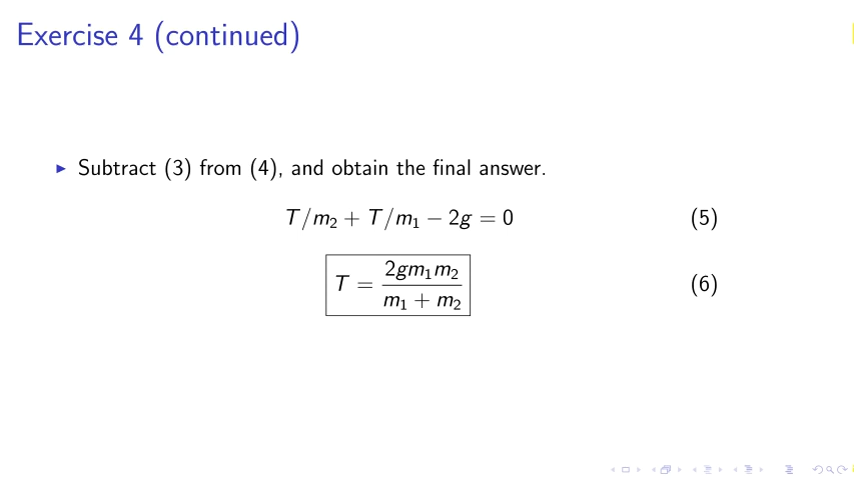 Exercise 4 (continued)
▶ Subtract (3) from (4), and obtain the final answer.
T/m₂ + T/m₁ − 2g = 0 (5)
T = 2gm₁m₂ / m₁ + m₂ (6)